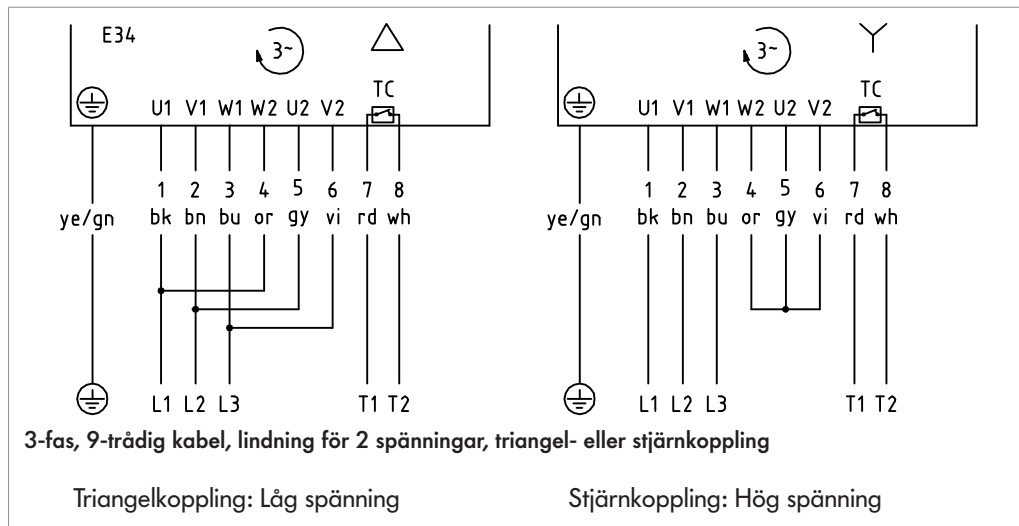 E34 3~ 3~
TC TC
U1 V1 W1 W2 U2 V2 U1 V1 W1 W2 U2 V2
1 2 3 4 5 6 7 8 1 2 3 4 5 6 7 8
ye/gn bk bn bu or gy vi rd wh ye/gn bk bn bu or gy vi rd wh
L1 L2 L3 T1 T2 L1 L2 L3 T1 T2
3-fas, 9-trådig kabel, lindning för 2 spänningar, triangel- eller stjärnkoppling
Triangelkoppling: Låg spänning Stjärnkoppling: Hög spänning